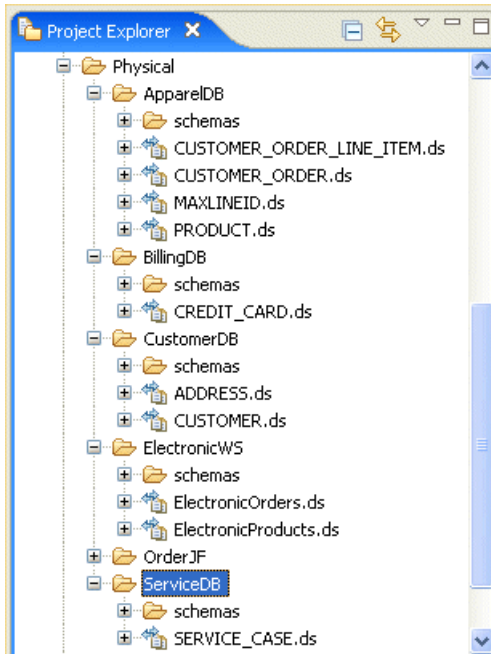 Project Explorer
Physical
ApparelDB
schemas
CUSTOMER_ORDER_LINE_ITEM.ds
CUSTOMER_ORDER.ds
MAXLINEID.ds
PRODUCT.ds
BillingDB
schemas
CREDIT_CARD.ds
CustomerDB
schemas
ADDRESS.ds
CUSTOMER.ds
ElectronicWS
schemas
ElectronicOrders.ds
ElectronicProducts.ds
OrderJF
ServiceDB
schemas
SERVICE_CASE.ds